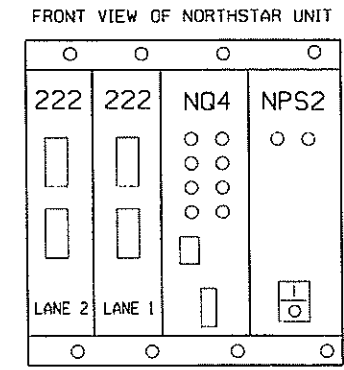 FRONT VIEW OF NORTHSTAR UNIT
222 222 NQ4 NPS2
LANE 2 LANE 1